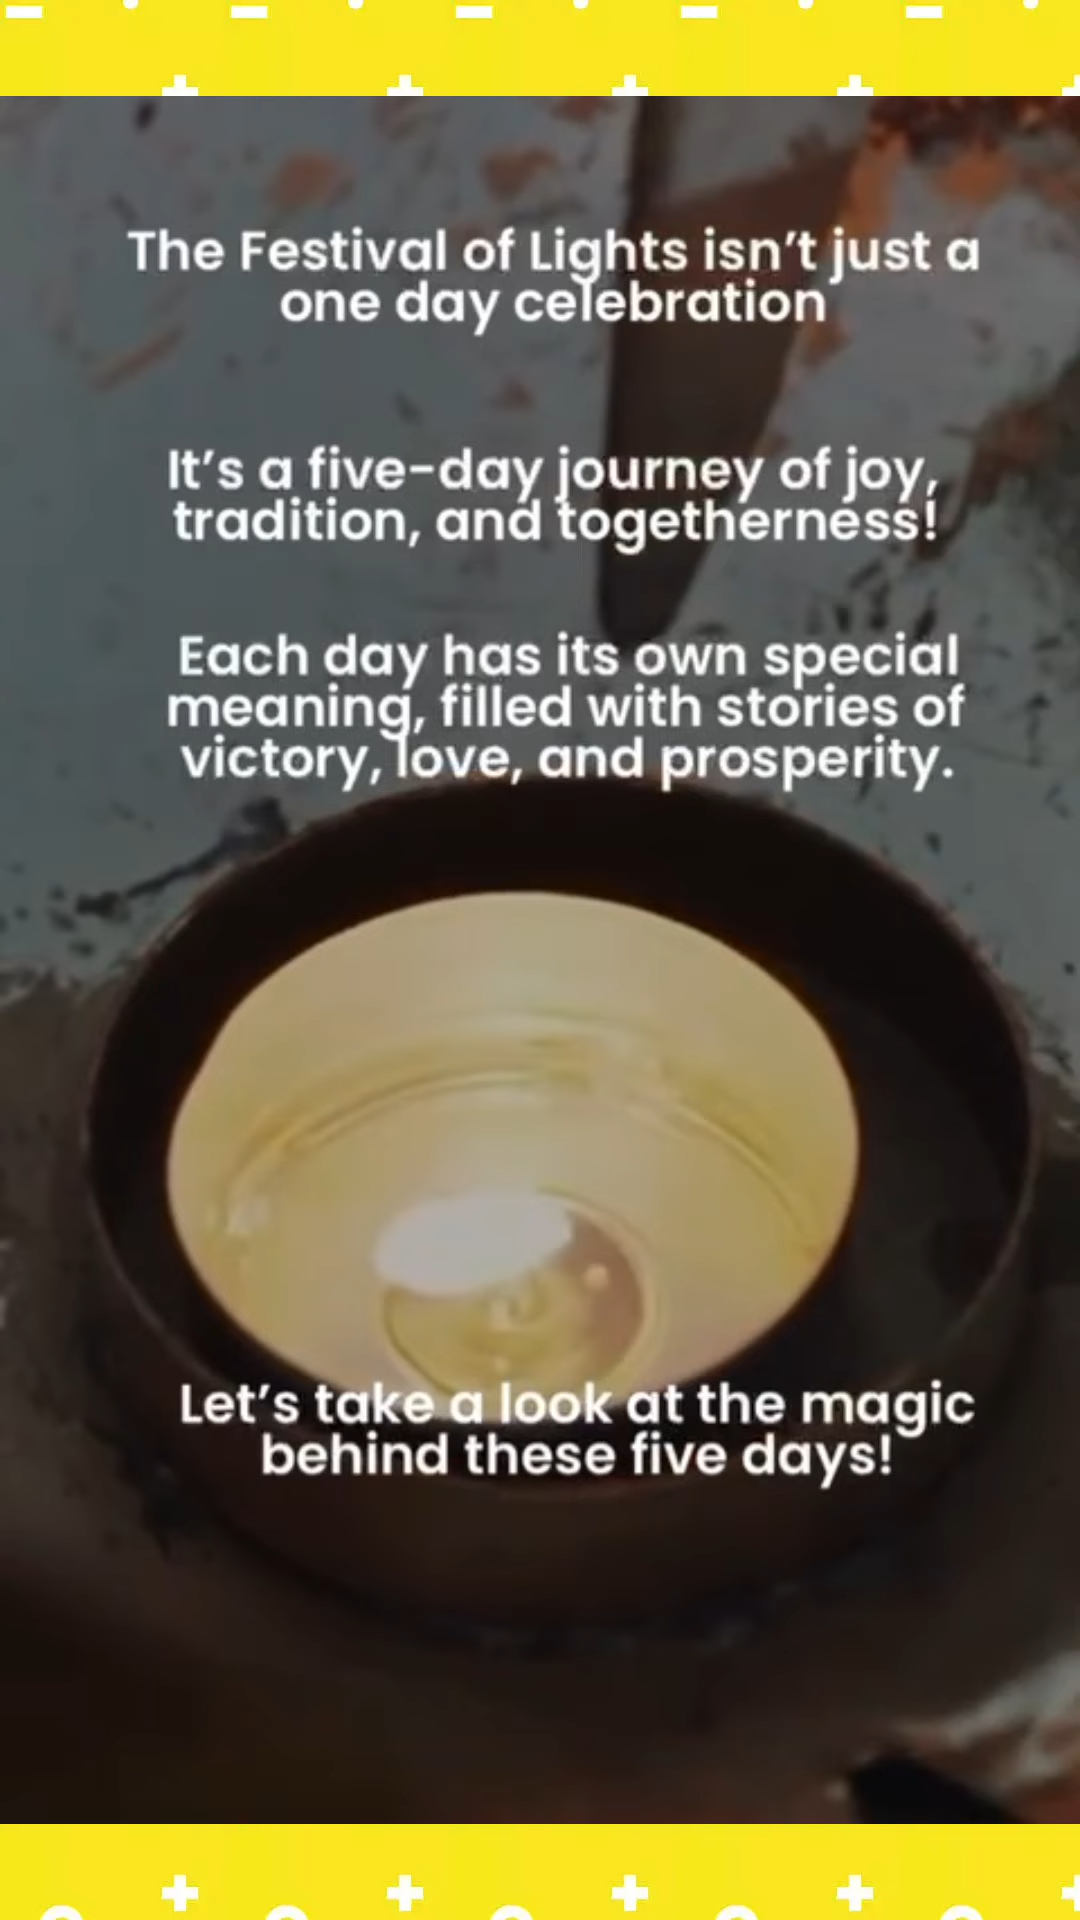 The Festival of Lights isn’t just a
one day celebration
It’s a five-day journey of joy,
tradition, and togetherness!
Each day has its own special
meaning, filled with stories of
victory, love, and prosperity.
Let’s take a look at the magic
behind these five days!